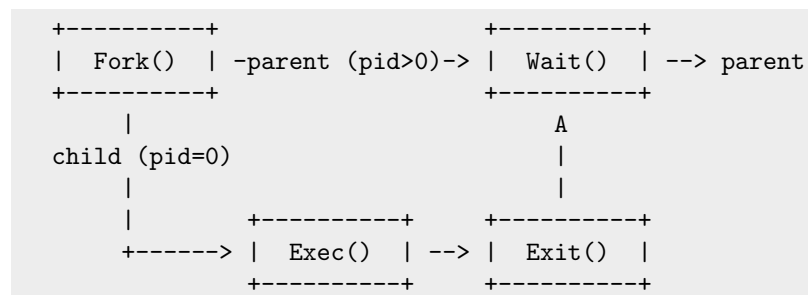 +----------+ +----------+
| Fork() | -parent (pid>0)-> | Wait() | --> parent
+----------+ +----------+
| A
child (pid=0) |
| |
| +----------+ +----------+
+------> | Exec() | --> | Exit() |
+----------+ +----------+